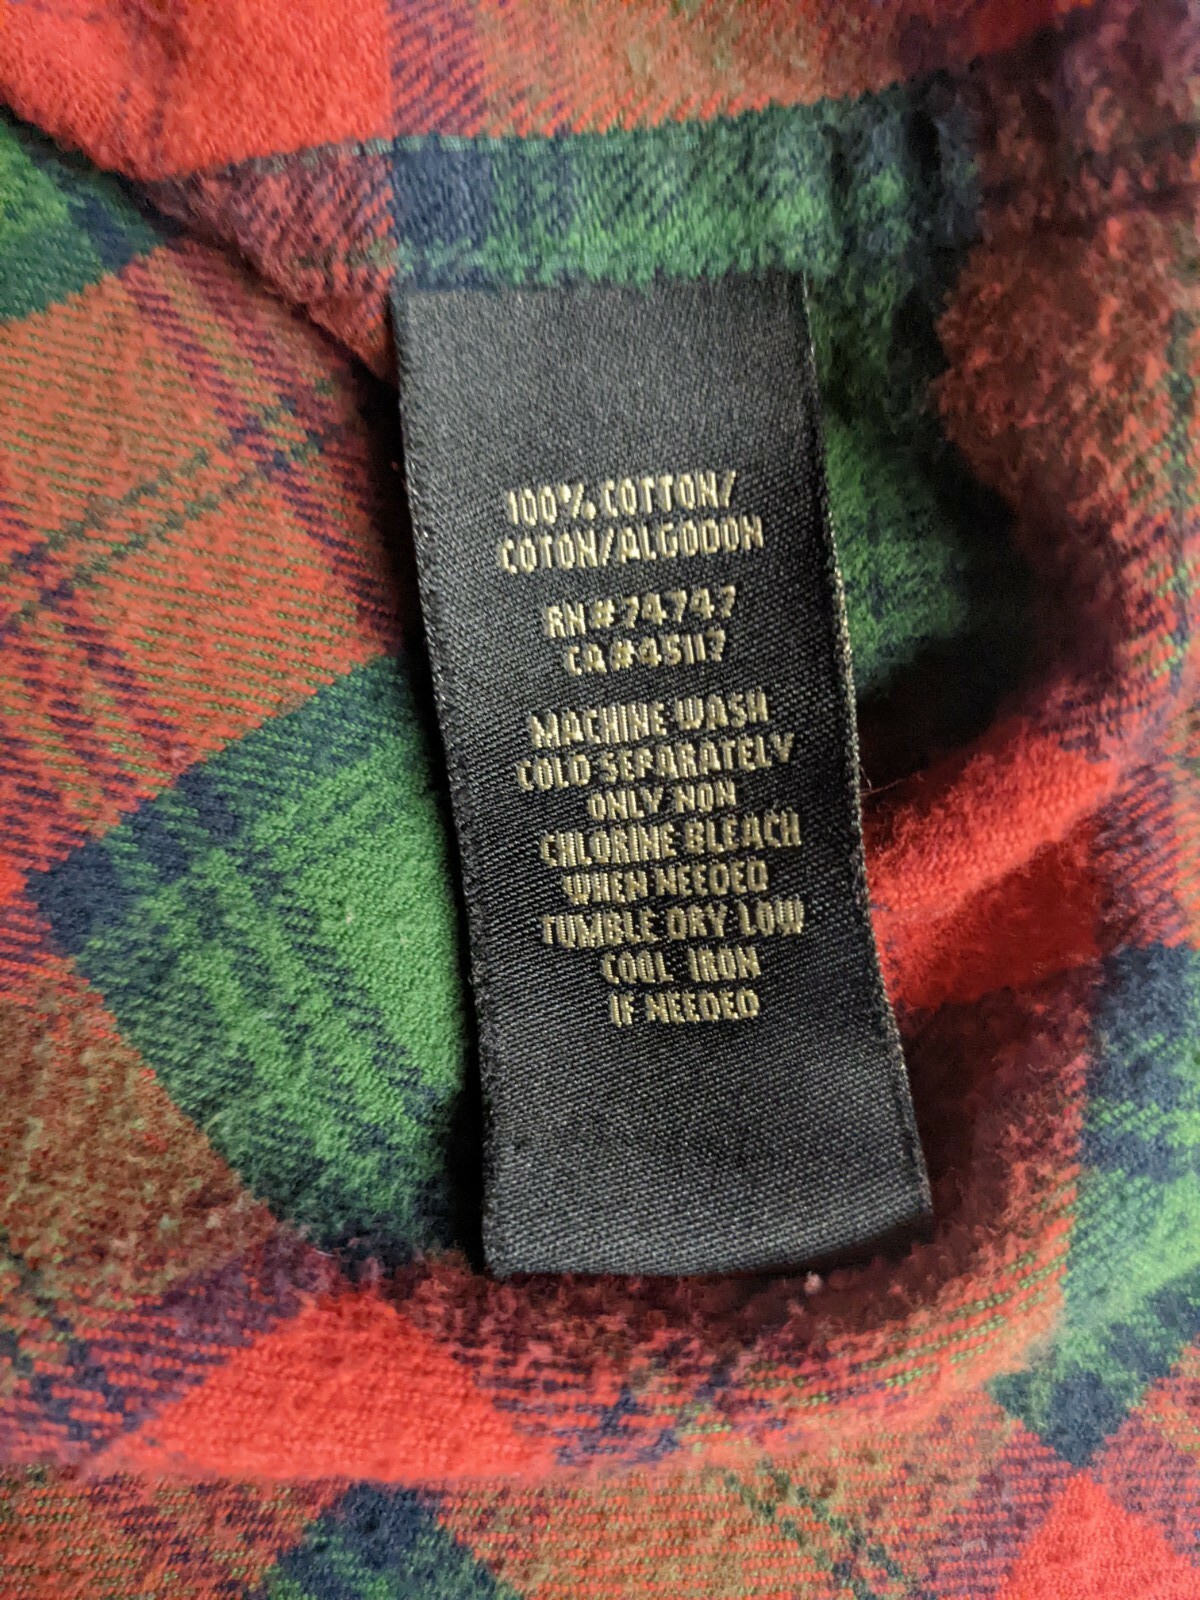 100% COTTON/
COTON/ALGODON
RN#74747
CA#45117
MACHINE WASH
COLD SEPARATELY
ONLY NON
CHLORINE BLEACH
WHEN NEEDED
TUMBLE DRY LOW
COOL IRON
IF NEEDED